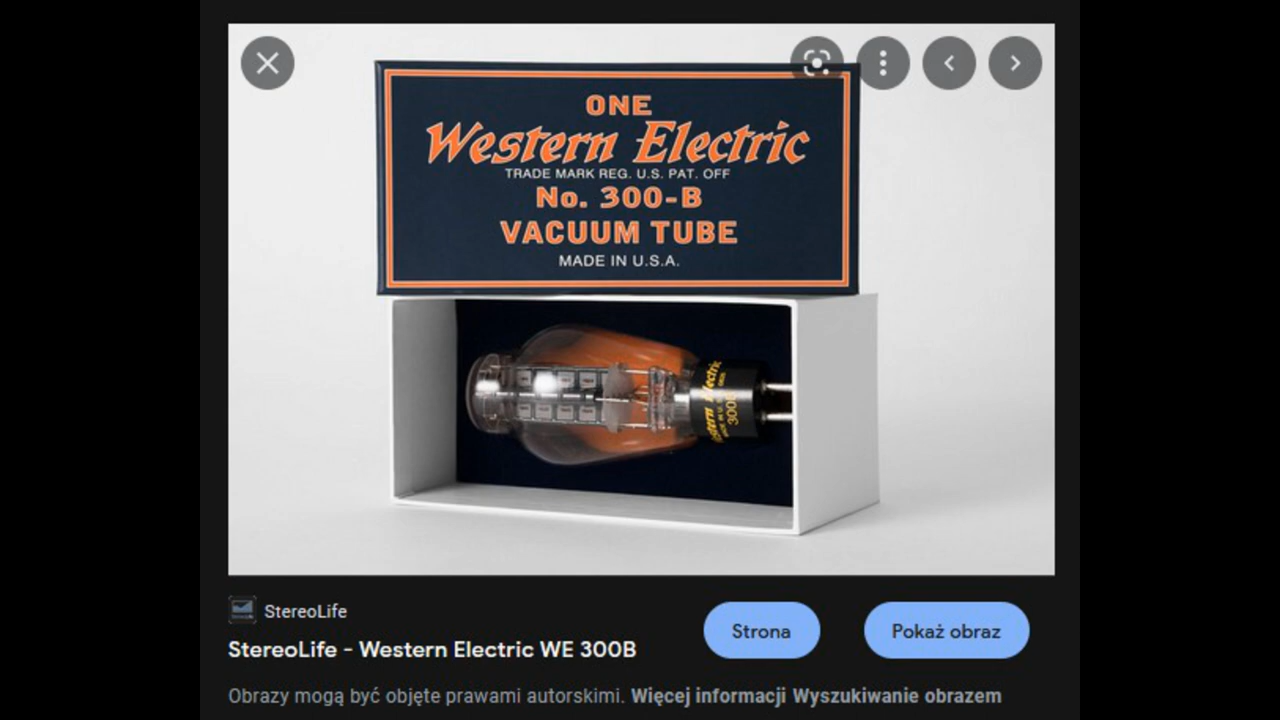 ONE
Western Electric
TRADE MARK REG. U.S. PAT. OFF
No. 300-B
VACUUM TUBE
MADE IN U.S.A.
Western Electric
300B
StereoLife
StereoLife - Western Electric WE 300B
Strona
Pokaż obraz
Obrazy mogą być objęte prawami autorskimi. Więcej informacji Wyszukiwanie obrazem